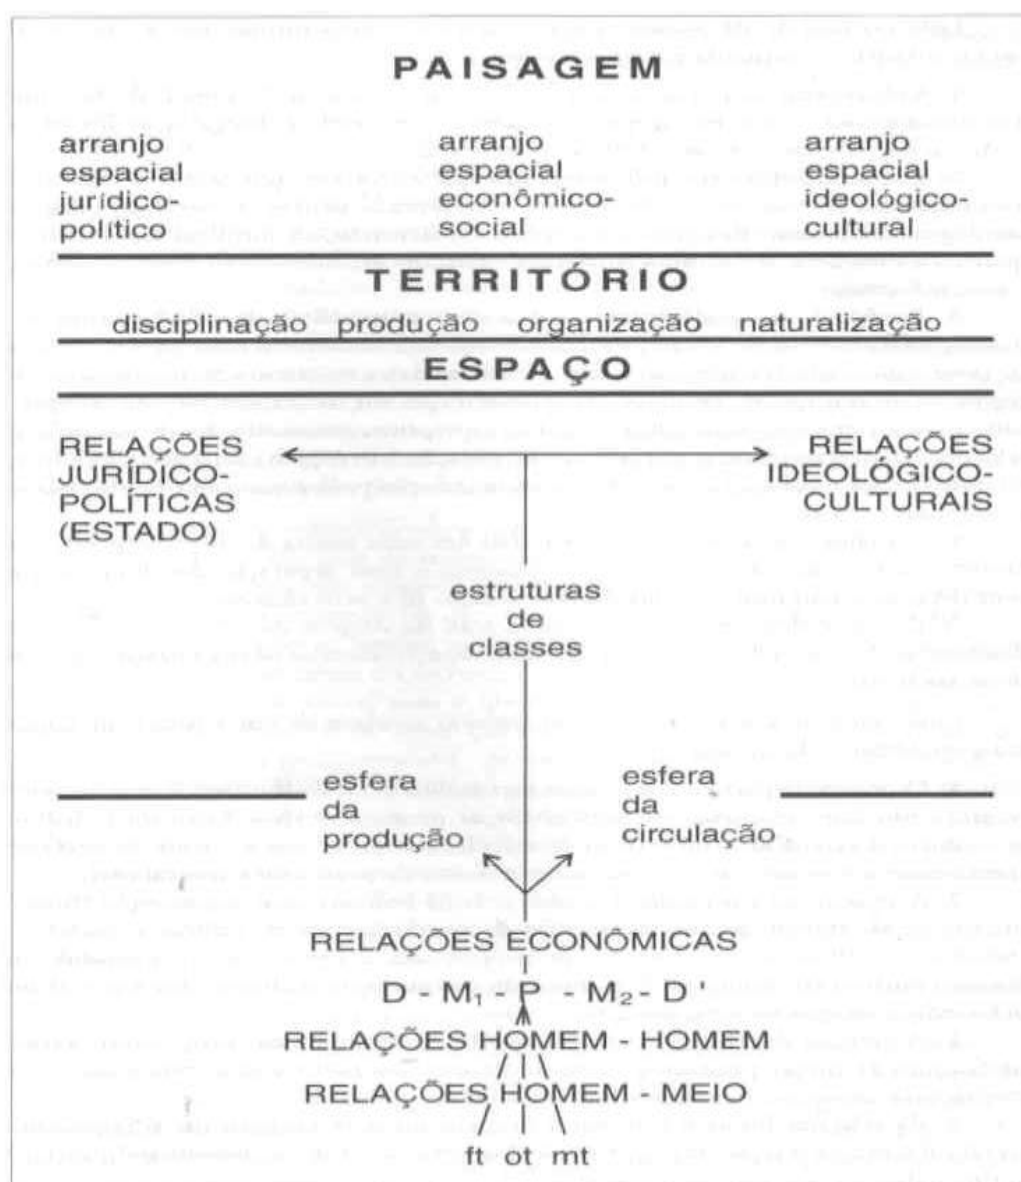 PAISAGEM
arranjo
espacial
jurídico-
político
arranjo
espacial
econômico-
social
arranjo
espacial
ideológico-
cultural
TERRITÓRIO
disciplinação produção organização naturalização
ESPAÇO
RELAÇÕES
JURÍDICO
POLÍTICAS
(ESTADO)
RELAÇÕES
IDEOLÓGICO-
CULTURAIS
estruturas
de
classes
esfera
da
produção
esfera
da
circulação
RELAÇÕES ECONÔMICAS
D - M₁ - P - M₂ - D '
RELAÇÕES HOMEM - HOMEM
RELAÇÕES HOMEM - MEIO
ft ot mt